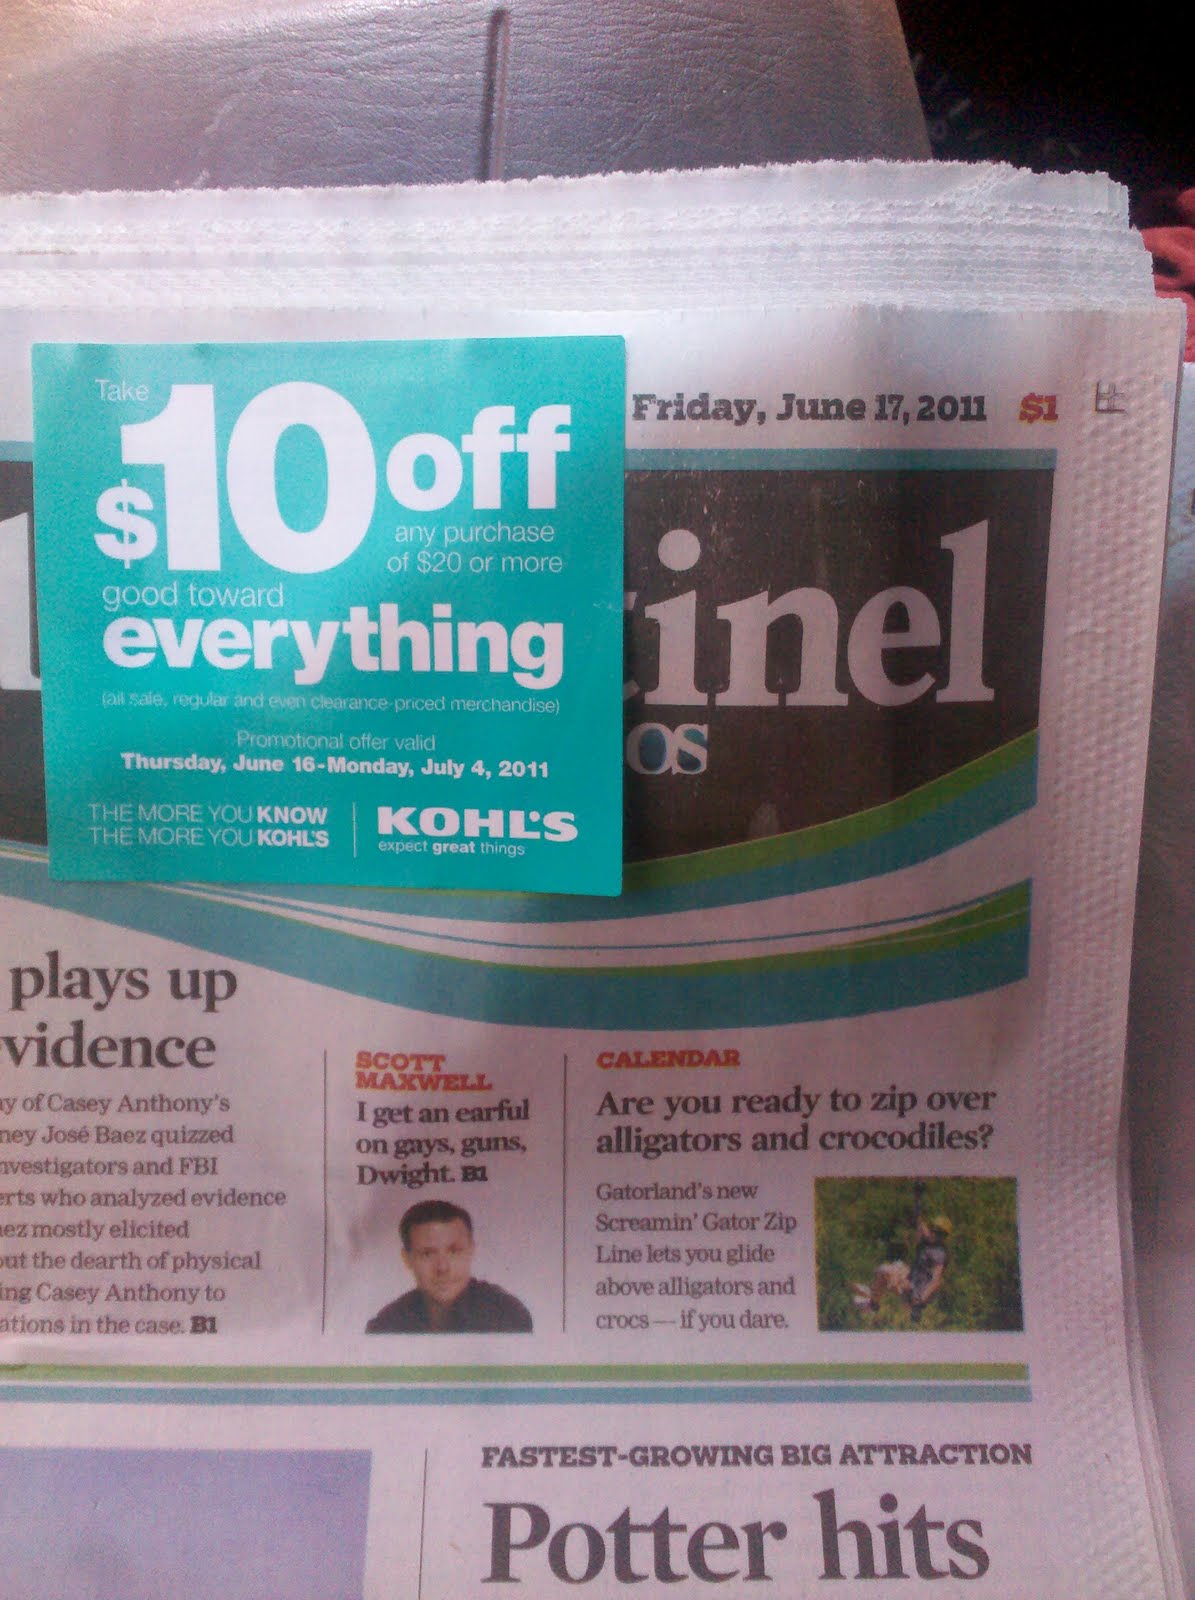 Take
$10 off
any purchase
of $20 or more
good toward
everything
(all sale, regular and even clearance-priced merchandise)
Promotional offer valid
Thursday, June 16-Monday, July 4, 2011
THE MORE YOU KNOW
THE MORE YOU KOHL'S
KOHL'S
expect great things
Friday, June 17, 2011 $1
tinel
os
plays up
vidence
ay of Casey Anthony's
ney José Baez quizzed
nvestigators and FBI
erts who analyzed evidence
ez mostly elicited
out the dearth of physical
ing Casey Anthony to
ations in the case. B1
SCOTT
MAXWELL
I get an earful
on gays, guns,
Dwight. B1
CALENDAR
Are you ready to zip over
alligators and crocodiles?
Gatorland's new
Screamin' Gator Zip
Line lets you glide
above alligators and
crocs — if you dare.
FASTEST-GROWING BIG ATTRACTION
Potter hits